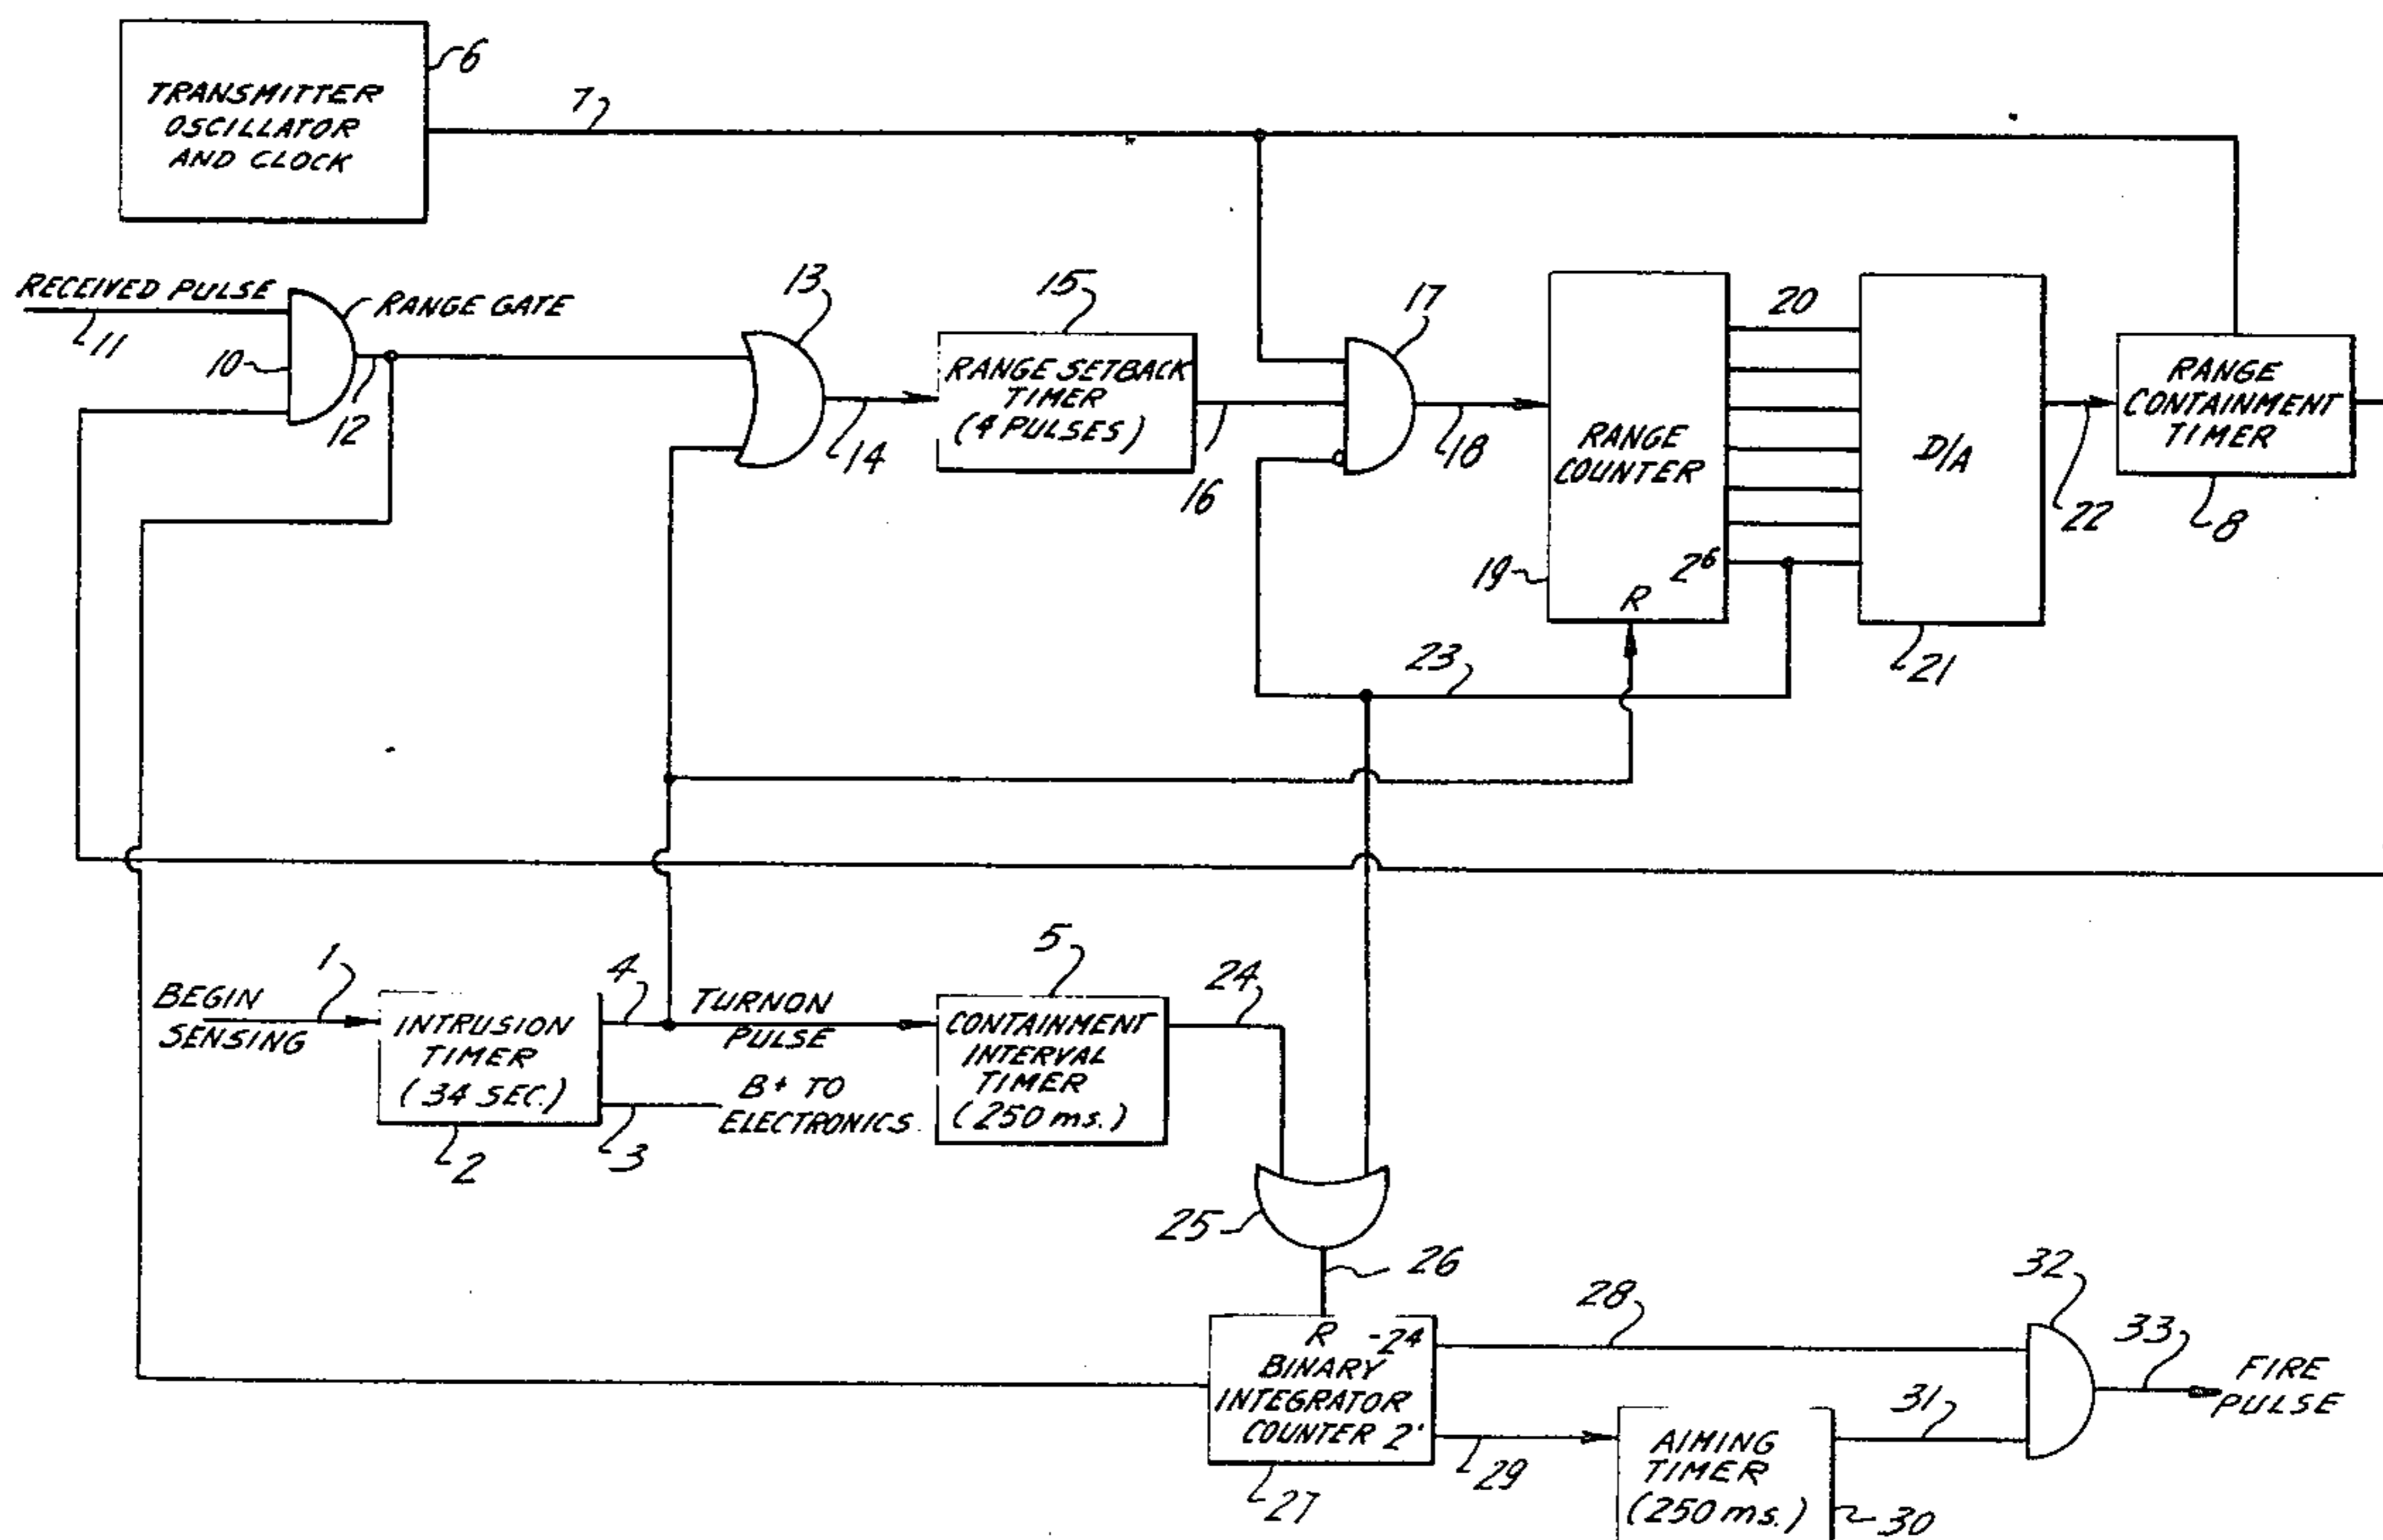 TRANSMITTER
OSCILLATOR
AND CLOCK
6
7
RECEIVED PULSE
11
10
RANGE GATE
12
13
14
15
RANGE SETBACK
TIMER
(4 PULSES)
16
17
18
RANGE
COUNTER
19
R
2⁶
20
D/A
21
22
RANGE
CONTAINMENT
TIMER
8
23
BEGIN
SENSING
1
INTRUSION
TIMER
(34 SEC.)
2
4
3
TURNON
PULSE
B+ TO
ELECTRONICS
5
CONTAINMENT
INTERVAL
TIMER
(250 ms.)
24
25
26
R
-2⁴
BINARY
INTEGRATOR
COUNTER 2'
27
28
29
AIMING
TIMER
(250 ms.)
30
31
32
33
FIRE
PULSE